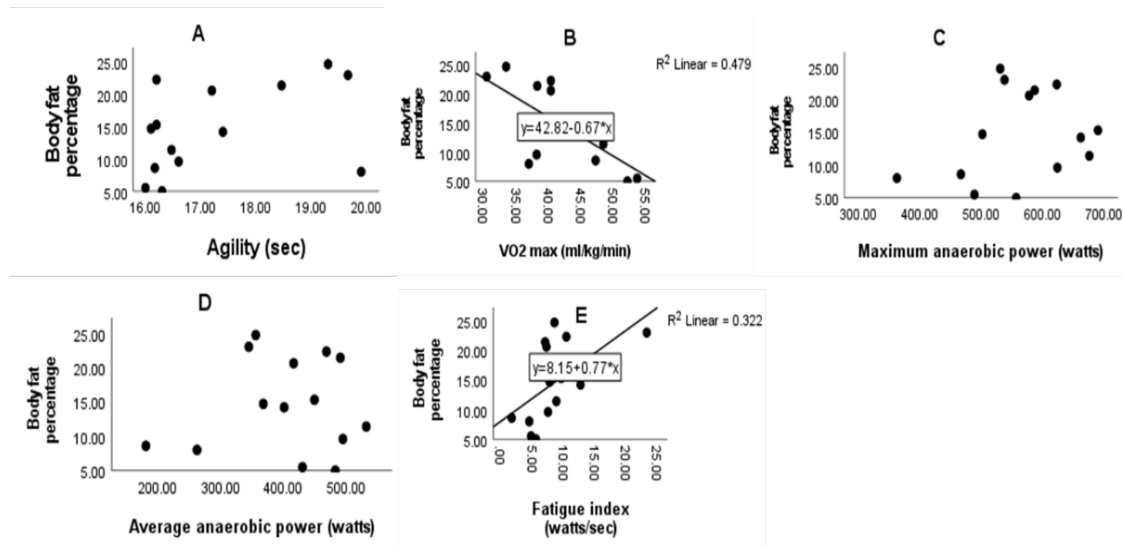 A
Body fat
percentage
25.00
20.00
15.00
10.00
5.00
16.00 17.00 18.00 19.00 20.00
Agility (sec)
B
R2 Linear = 0.479
Body fat
percentage
25.00
20.00
15.00
10.00
5.00
y=42.82-0.67*x
30.00 35.00 40.00 45.00 50.00 55.00
VO2 max (ml/kg/min)
C
Body fat
percentage
25.00
20.00
15.00
10.00
5.00
300.00 400.00 500.00 600.00 700.00
Maximum anaerobic power (watts)
D
Body fat
percentage
25.00
20.00
15.00
10.00
5.00
200.00 300.00 400.00 500.00
Average anaerobic power (watts)
E
R2 Linear = 0.322
Body fat
percentage
25.00
20.00
15.00
10.00
5.00
y=8.15+0.77*x
.00 5.00 10.00 15.00 20.00 25.00
Fatigue index
(watts/sec)